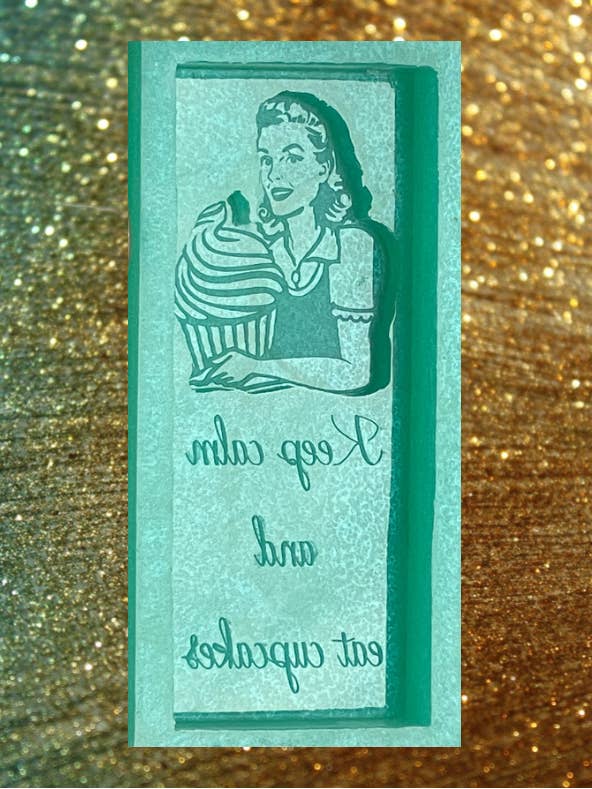 Keep calm
and
eat cupcakes